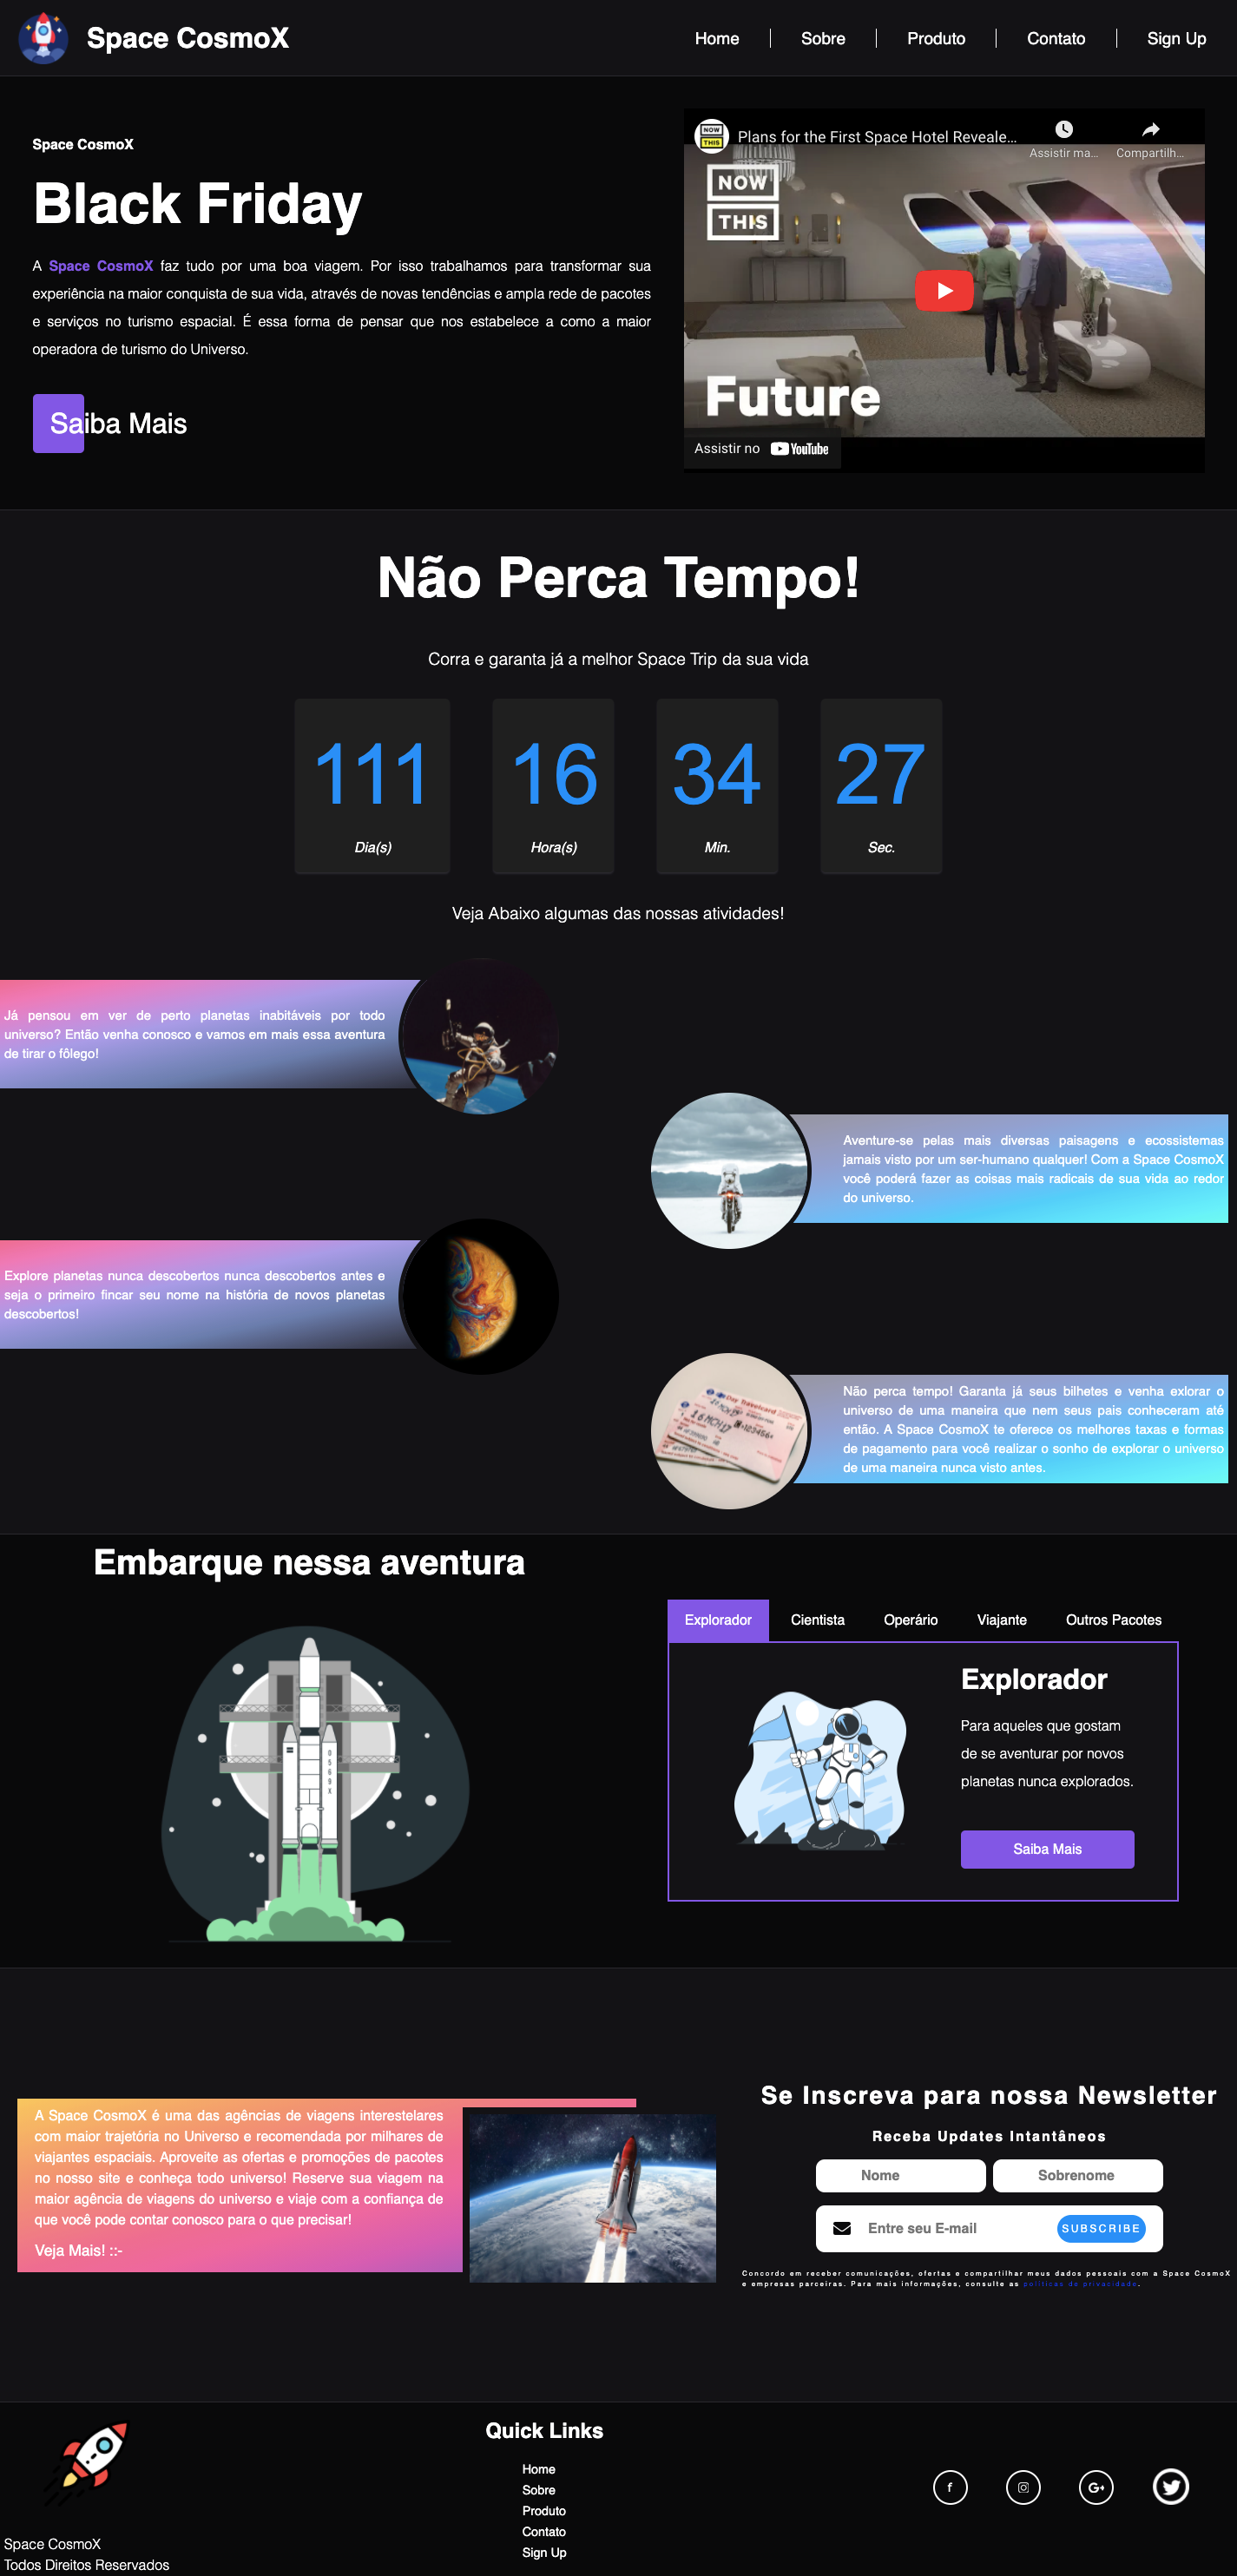 Space CosmoX
Home
Sobre
Produto
Contato
Sign Up
Space CosmoX
Black Friday
A Space CosmoX faz tudo por uma boa viagem. Por isso trabalhamos para transformar sua
experiência na maior conquista de sua vida, através de novas tendências e ampla rede de pacotes
e serviços no turismo espacial. É essa forma de pensar que nos estabelece a como a maior
operadora de turismo do Universo.
Saiba Mais
NOW
THIS
Plans for the First Space Hotel Reveale...
Assistir ma...
Compartilh...
NOW
THIS
Future
Assistir no YouTube
Não Perca Tempo!
Corra e garanta já a melhor Space Trip da sua vida
111
16
34
27
Dia(s)
Hora(s)
Min.
Sec.
Veja Abaixo algumas das nossas atividades!
Já pensou em ver de perto planetas inabitáveis por todo
universo? Então venha conosco e vamos em mais essa aventura
de tirar o fôlego!
Aventure-se pelas mais diversas paisagens e ecossistemas
jamais visto por um ser-humano qualquer! Com a Space CosmoX
você poderá fazer as coisas mais radicais de sua vida ao redor
do universo.
Explore planetas nunca descobertos nunca descobertos antes e
seja o primeiro fincar seu nome na história de novos planetas
descobertos!
Day Travelcard
Não perca tempo! Garanta já seus bilhetes e venha exlorar o
universo de uma maneira que nem seus pais conheceram até
então. A Space CosmoX te oferece os melhores taxas e formas
de pagamento para você realizar o sonho de explorar o universo
de uma maneira nunca visto antes.
Embarque nessa aventura
Explorador
Cientista
Operário
Viajante
Outros Pacotes
Explorador
Para aqueles que gostam
de se aventurar por novos
planetas nunca explorados.
Saiba Mais
A Space CosmoX é uma das agências de viagens interestelares
com maior trajetória no Universo e recomendada por milhares de
viajantes espaciais. Aproveite as ofertas e promoções de pacotes
no nosso site e conheça todo universo! Reserve sua viagem na
maior agência de viagens do universo e viaje com a confiança de
que você pode contar conosco para o que precisar!
Veja Mais! ::-
Se Inscreva para nossa Newsletter
Receba Updates Intantâneos
Nome
Sobrenome
Entre seu E-mail
SUBSCRIBE
Concordo em receber comunicações, ofertas e compartilhar meus dados pessoais com a Space CosmoX
e empresas parceiras. Para mais informações, consulte as políticas de privacidade.
Quick Links
Home
Sobre
Produto
Contato
Sign Up
f
G+
Space CosmoX
Todos Direitos Reservados